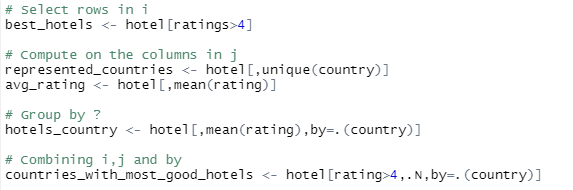 # Select rows in i
best_hotels <- hotel[ratings>4]
# Compute on the columns in j
represented_countries <- hotel[,unique(country)]
avg_rating <- hotel[,mean(rating)]
# Group by ?
hotels_country <- hotel[,mean(rating),by=.(country)]
# Combining i,j and by
countries_with_most_good_hotels <- hotel[rating>4,.N,by=.(country)]